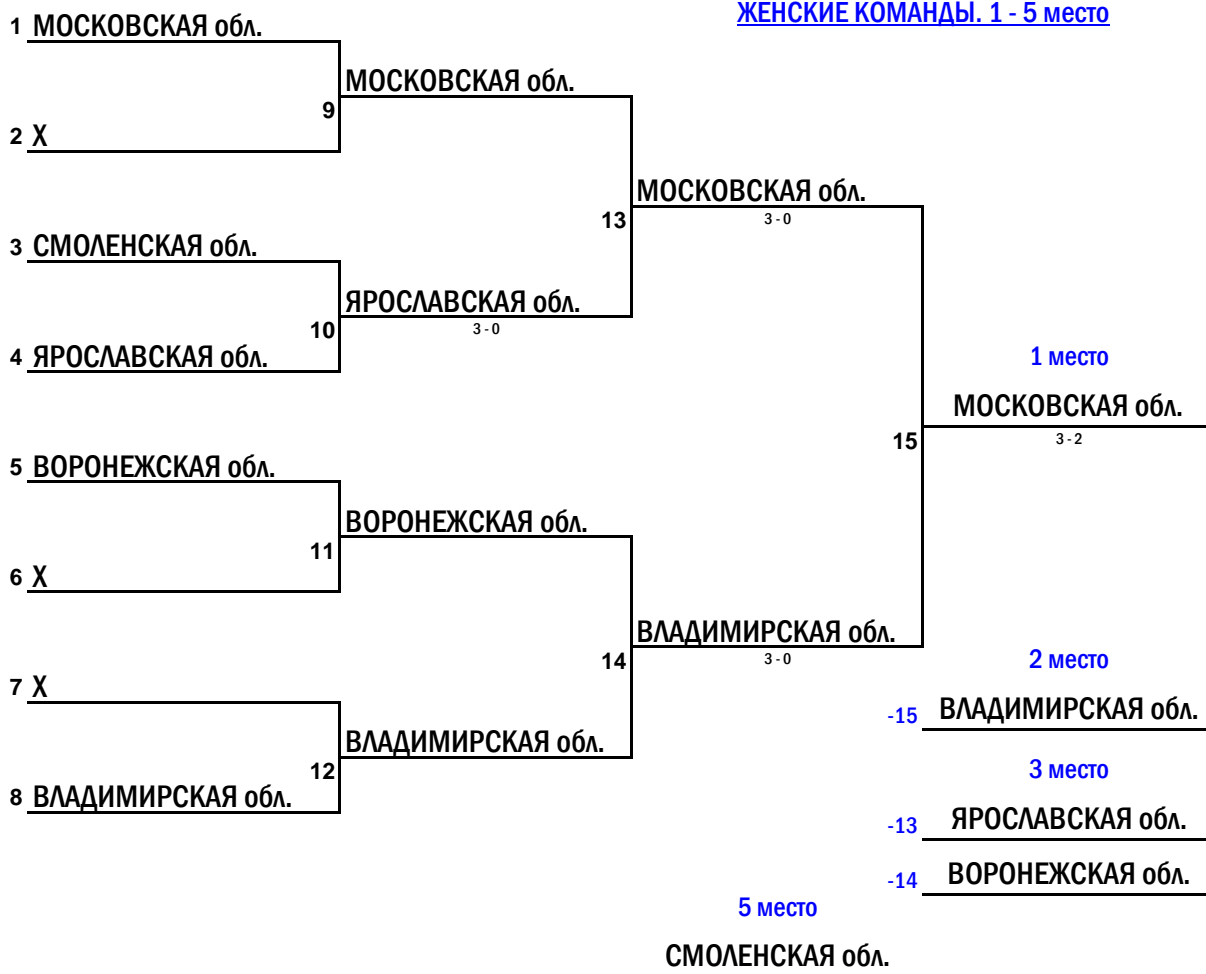 ЖЕНСКИЕ КОМАНДЫ. 1 - 5 место
1 МОСКОВСКАЯ обл.
МОСКОВСКАЯ обл.
9
2 X
МОСКОВСКАЯ обл.
13
3-0
3 СМОЛЕНСКАЯ обл.
ЯРОСЛАВСКАЯ обл.
10
3-0
4 ЯРОСЛАВСКАЯ обл.
1 место
МОСКОВСКАЯ обл.
15
3-2
5 ВОРОНЕЖСКАЯ обл.
ВОРОНЕЖСКАЯ обл.
11
6 X
ВЛАДИМИРСКАЯ обл.
14
3-0
2 место
7 X
-15 ВЛАДИМИРСКАЯ обл.
ВЛАДИМИРСКАЯ обл.
12
3 место
8 ВЛАДИМИРСКАЯ обл.
-13 ЯРОСЛАВСКАЯ обл.
-14 ВОРОНЕЖСКАЯ обл.
5 место
СМОЛЕНСКАЯ обл.